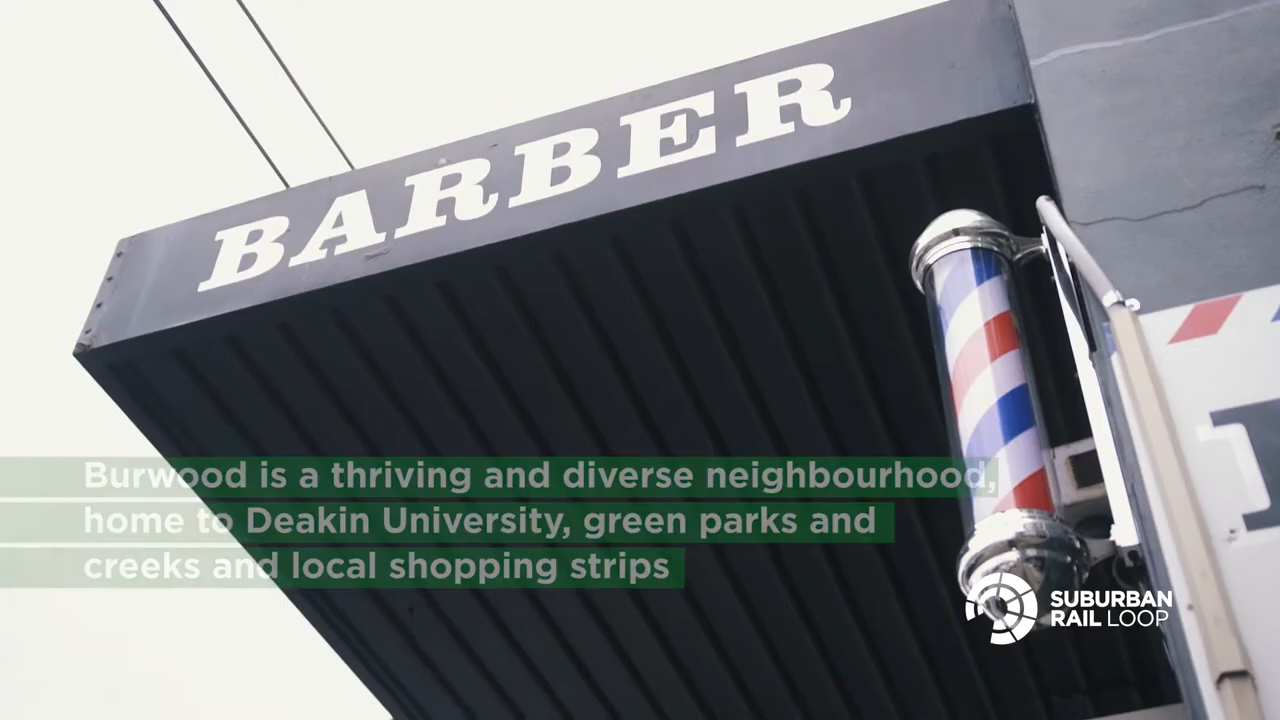 BARBER
Burwood is a thriving and diverse neighbourhood,
home to Deakin University, green parks and
creeks and local shopping strips
SUBURBAN
RAIL LOOP